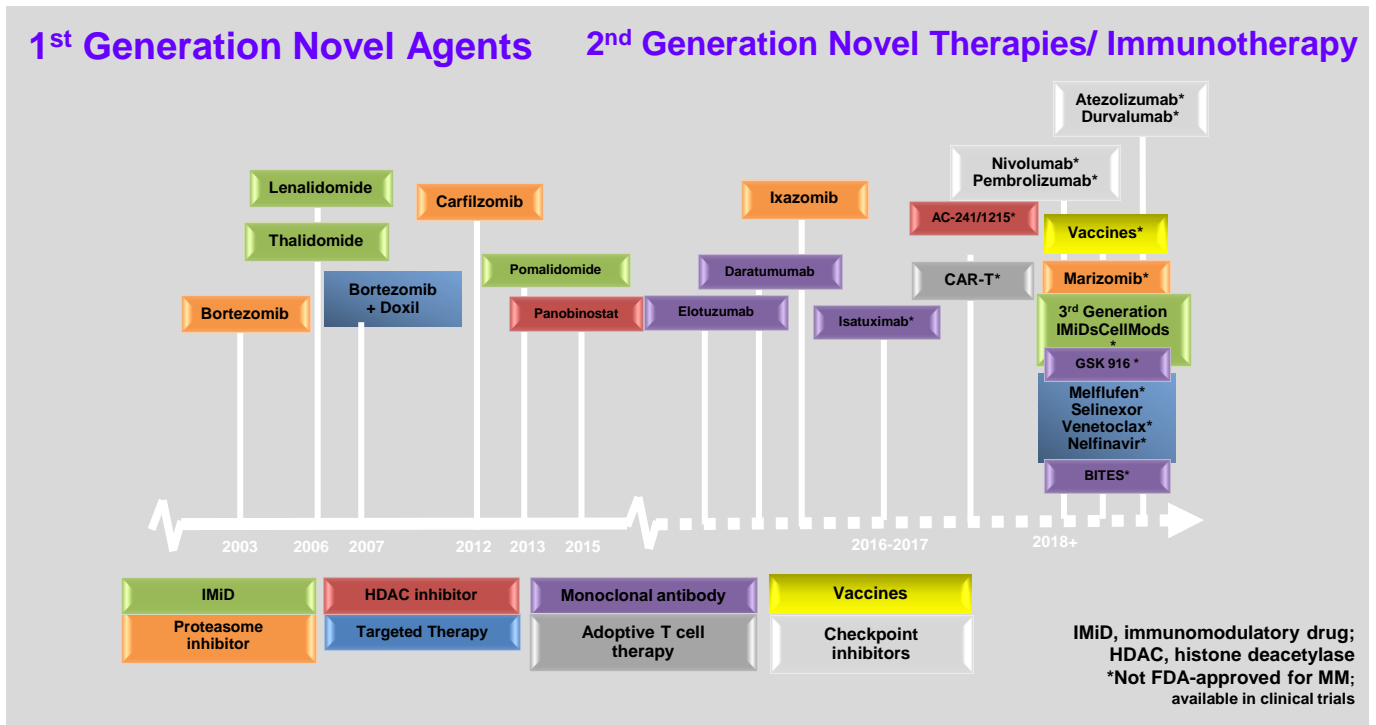 1st Generation Novel Agents
2nd Generation Novel Therapies/ Immunotherapy
Atezolizumab*
Durvalumab*
Nivolumab*
Pembrolizumab*
Lenalidomide
Carfilzomib
Ixazomib
AC-241/1215*
Vaccines*
Thalidomide
Pomalidomide
Daratumumab
CAR-T*
Marizomib*
Bortezomib
+ Doxil
Bortezomib
Panobinostat
Elotuzumab
Isatuximab*
3rd Generation
IMiDsCellMods
*
GSK 916 *
Melflufen*
Selinexor
Venetoclax*
Nelfinavir*
BITES*
2003
2006
2007
2012
2013
2015
2016-2017
2018+
IMiD
HDAC inhibitor
Monoclonal antibody
Vaccines
Proteasome
inhibitor
Targeted Therapy
Adoptive T cell
therapy
Checkpoint
inhibitors
IMiD, immunomodulatory drug;
HDAC, histone deacetylase
*Not FDA-approved for MM;
available in clinical trials